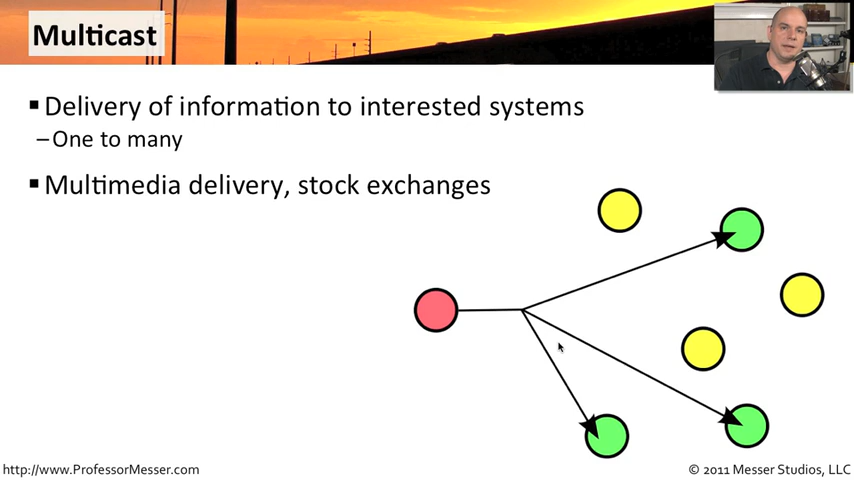 Multicast
▪ Delivery of information to interested systems
– One to many
▪ Multimedia delivery, stock exchanges
http://www.ProfessorMesser.com
© 2011 Messer Studios, LLC